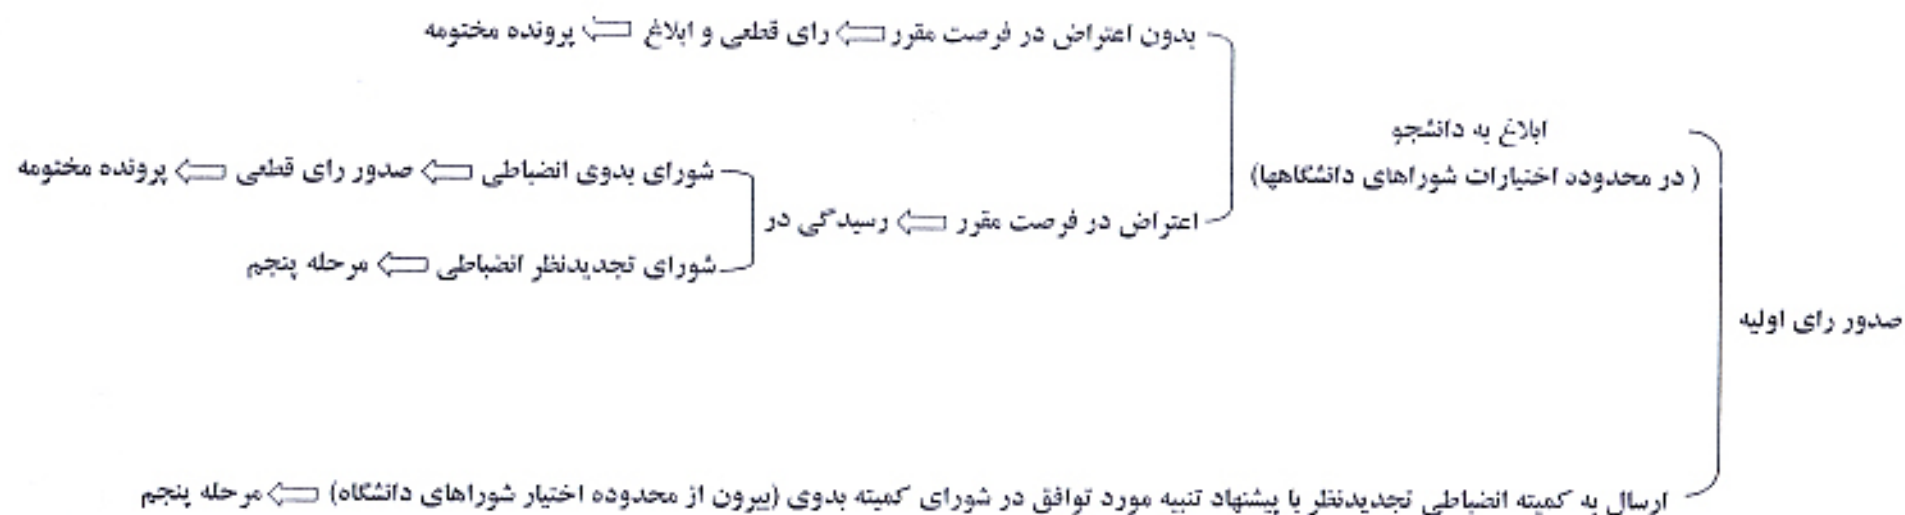 بدون اعتراض در فرصت مقرر ⇐ رای قطعی و ابلاغ ⇐ پرونده مختومه
ابلاغ به دانشجو
( در محدوده اختیارات شوراهای دانشگاهها)
شورای بدوی انضباطی ⇐ صدور رای قطعی ⇐ پرونده مختومه
اعتراض در فرصت مقرر ⇐ رسیدگی در
شورای تجدیدنظر انضباطی ⇐ مرحله پنجم
صدور رای اولیه
ارسال به کمیته انضباطی تجدیدنظر با پیشنهاد تنبیه مورد توافق در شورای کمیته بدوی (بیرون از محدوده اختیار شوراهای دانشگاه) ⇐ مرحله پنجم